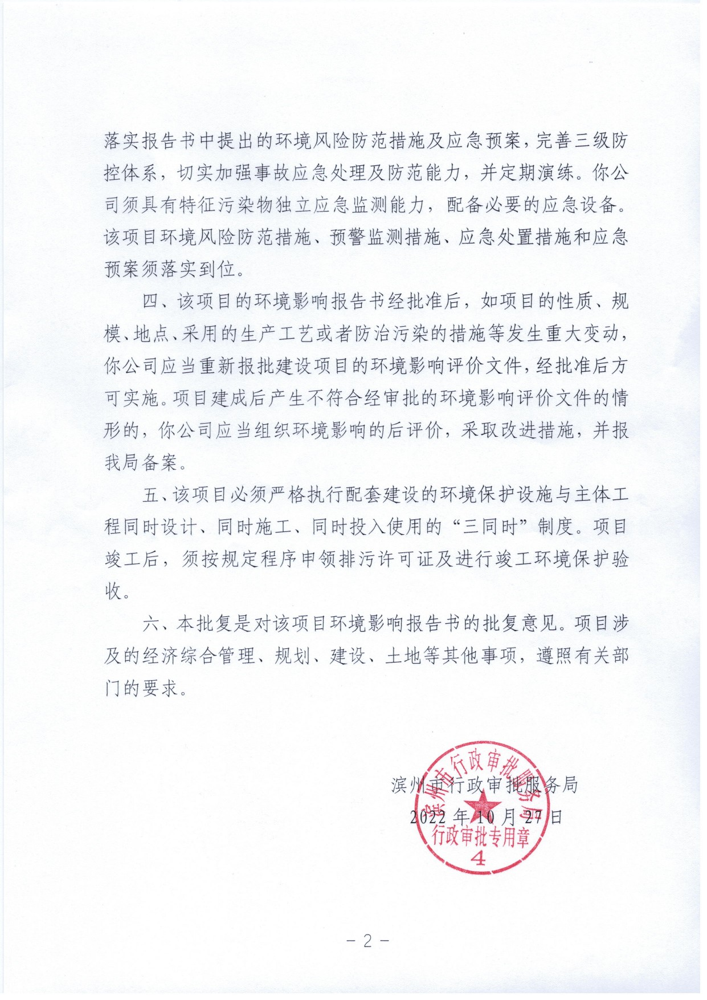 落实报告书中提出的环境风险防范措施及应急预案，完善三级防
控体系，切实加强事故应急处理及防范能力，并定期演练。你公
司须具有特征污染物独立应急监测能力，配备必要的应急设备。
该项目环境风险防范措施、预警监测措施、应急处置措施和应急
预案须落实到位。
四、该项目的环境影响报告书经批准后，如项目的性质、规
模、地点、采用的生产工艺或者防治污染的措施等发生重大变动，
你公司应当重新报批建设项目的环境影响评价文件，经批准后方
可实施。项目建成后产生不符合经审批的环境影响评价文件的情
形的，你公司应当组织环境影响的后评价，采取改进措施，并报
我局备案。
五、该项目必须严格执行配套建设的环境保护设施与主体工
程同时设计、同时施工、同时投入使用的“三同时”制度。项目
竣工后，须按规定程序申领排污许可证及进行竣工环境保护验
收。
六、本批复是对该项目环境影响报告书的批复意见。项目涉
及的经济综合管理、规划、建设、土地等其他事项，遵照有关部
门的要求。
滨州市行政审批服务局
2022年10月27日
滨州市行政审批服务局
行政审批专用章
4
- 2 -